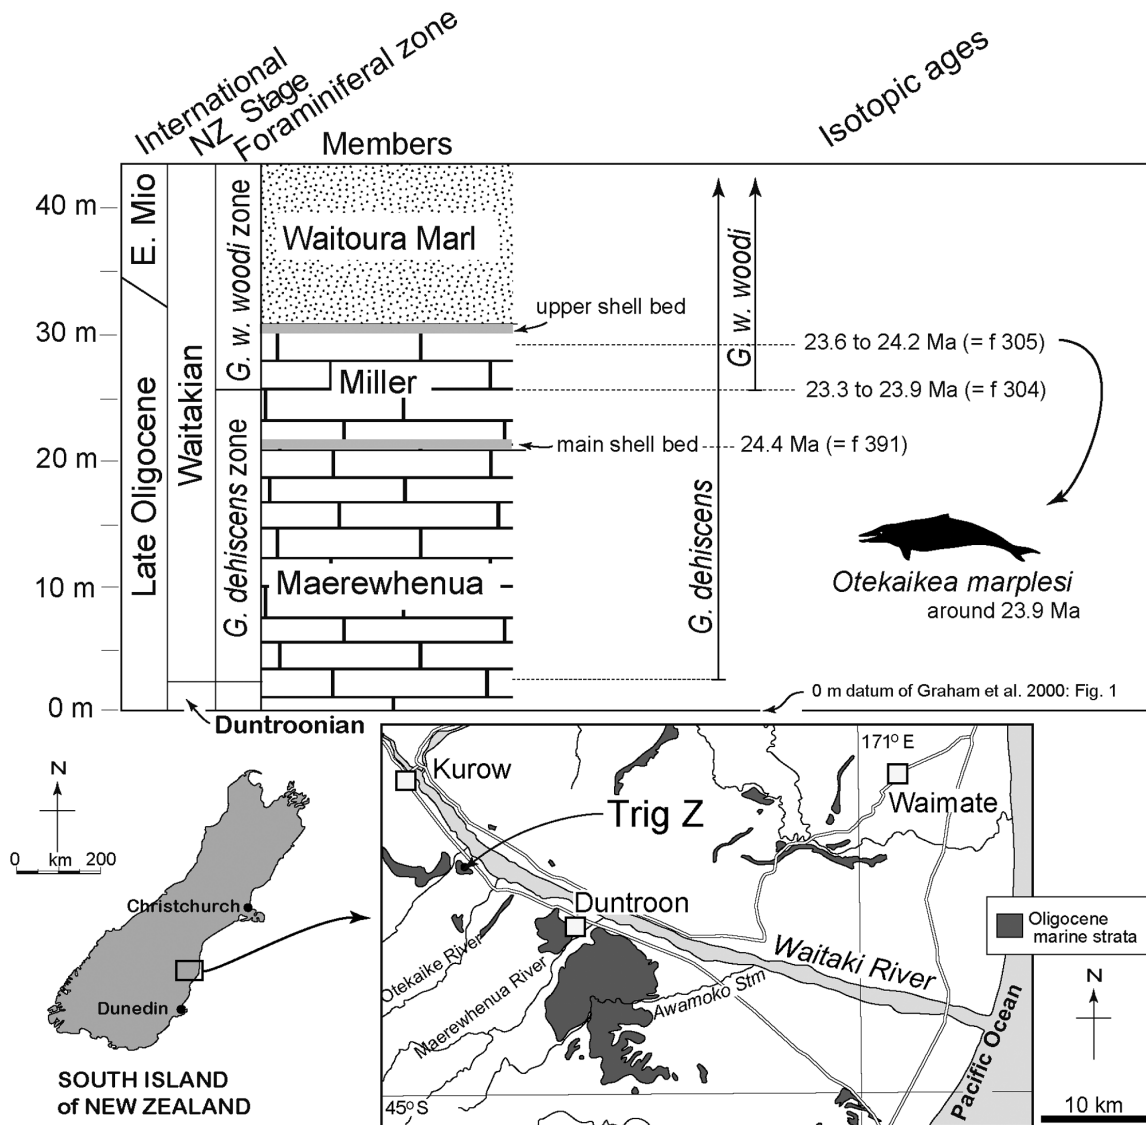 International
NZ Stage
Foraminiferal zone
Members
Isotopic ages
40 m
30 m
20 m
10 m
0 m
E. Mio
Late Oligocene
Waitakian
Duntroonian
G. w. woodi zone
G. dehiscens zone
Waitoura Marl
upper shell bed
Miller
main shell bed
Maerewhenua
G. dehiscens
G. w. woodi
23.6 to 24.2 Ma (= f 305)
23.3 to 23.9 Ma (= f 304)
24.4 Ma (= f 391)
Otekaikea marplesi
around 23.9 Ma
0 m datum of Graham et al. 2000: Fig. 1
N
0 km 200
Christchurch
Dunedin
SOUTH ISLAND
of NEW ZEALAND
171º E
Kurow
Waimate
Trig Z
Duntroon
Otekaike River
Maerewhenua River
Awamoko Stm
Waitaki River
Pacific Ocean
45º S
Oligocene
marine strata
N
10 km